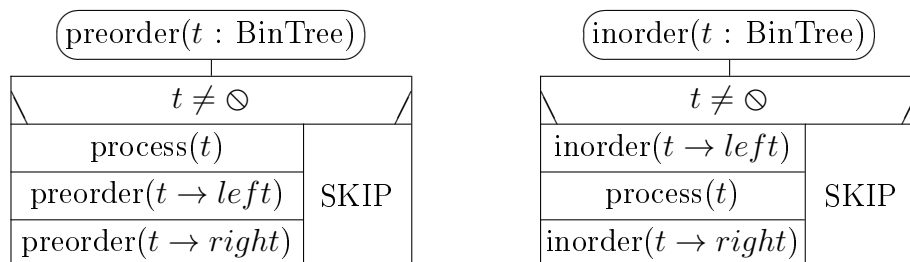 preorder(t : BinTree)
t ≠ ⦸
process(t)
preorder(t → left)
preorder(t → right)
SKIP
inorder(t : BinTree)
t ≠ ⦸
inorder(t → left)
process(t)
inorder(t → right)
SKIP